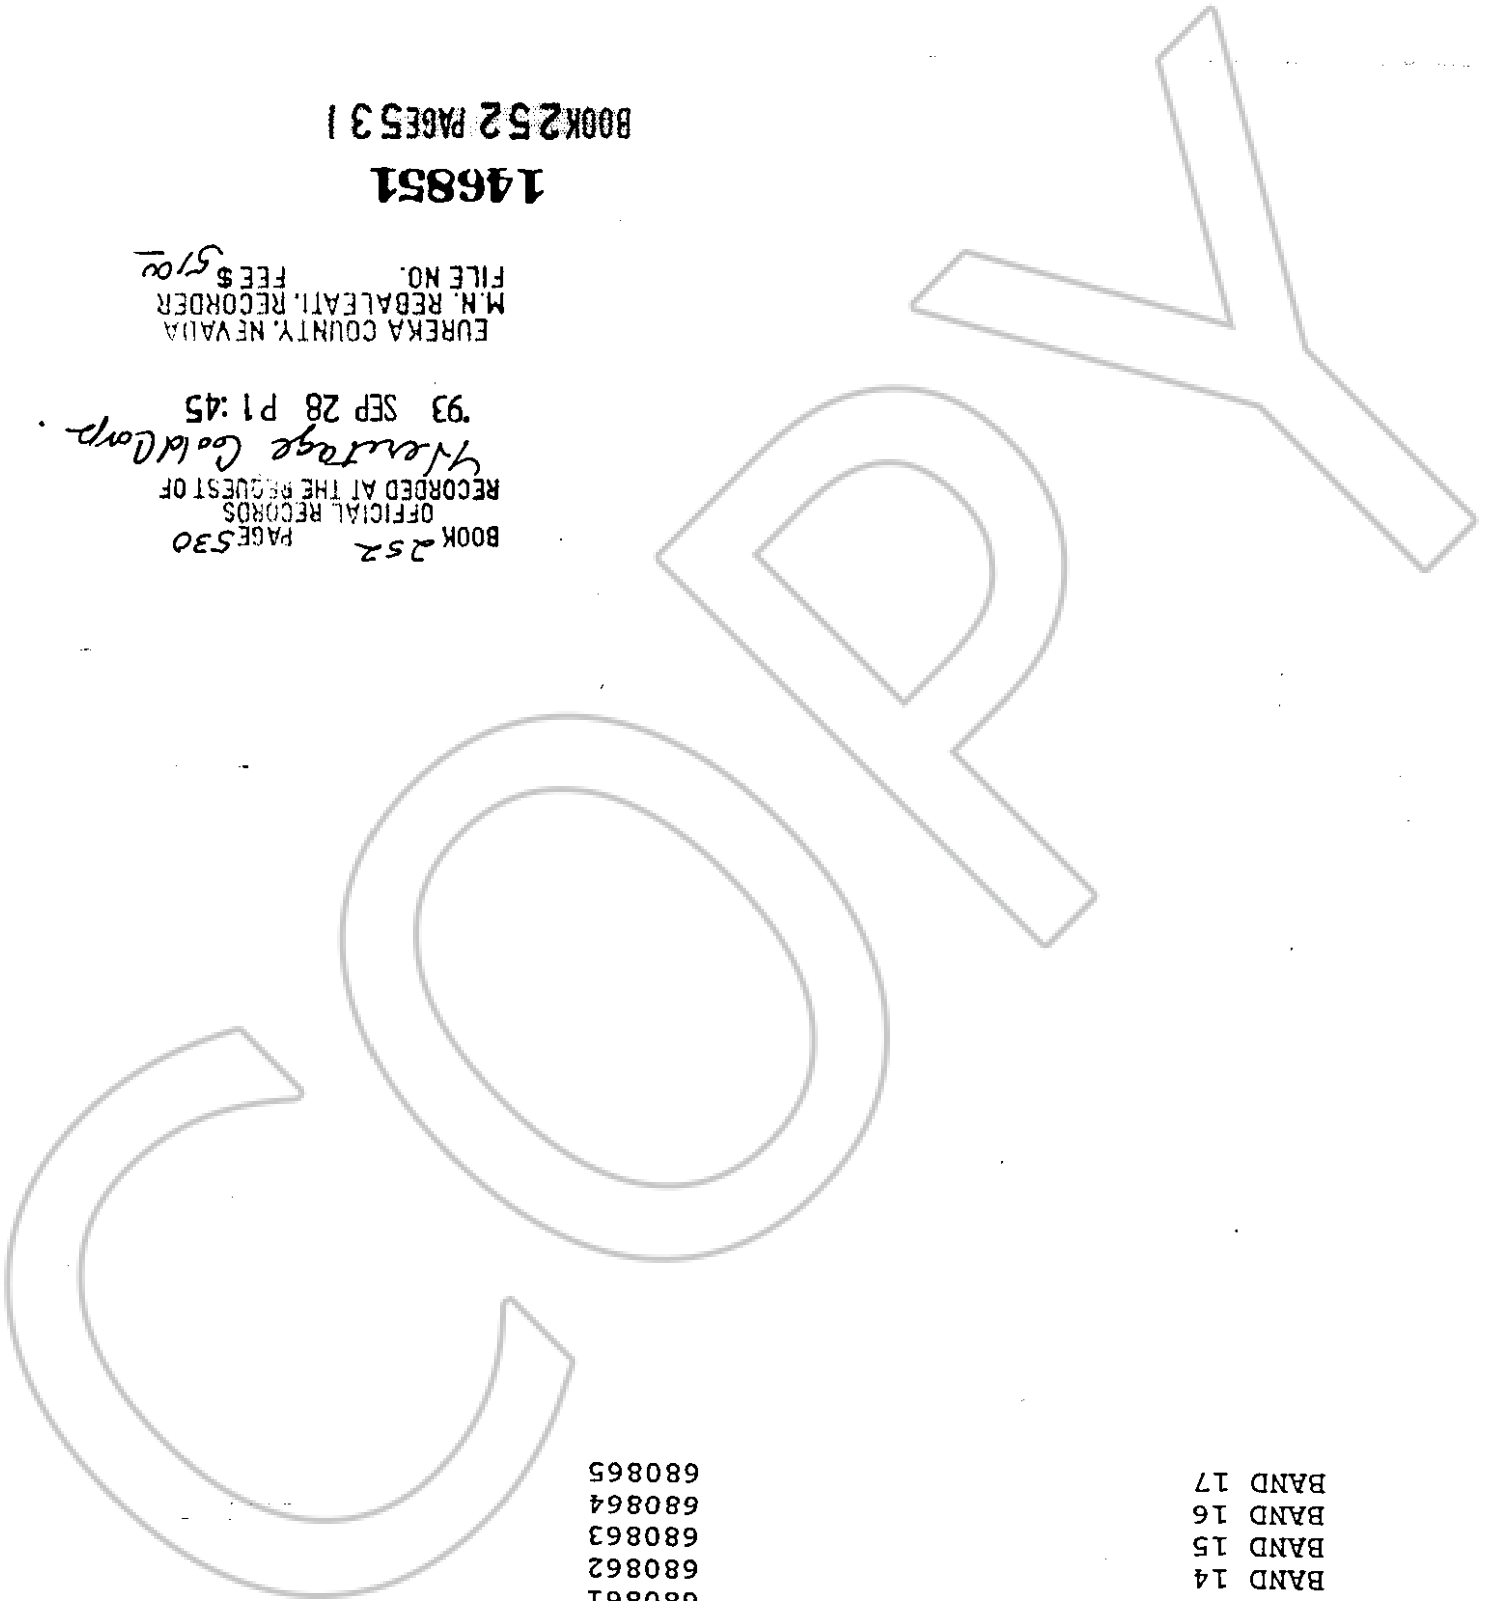 680861
BAND 14 680862
BAND 15 680863
BAND 16 680864
BAND 17 680865
COPY
BOOK 252 PAGE 530
OFFICIAL RECORDS
RECORDED AT THE REQUEST OF
Heritage Gold Corp.
'93 SEP 28 P1:45
EUREKA COUNTY, NEVADA
M.N. REBALEATI, RECORDER
FILE NO. FEE $ 51 00
146851
BOOK 252 PAGE 531